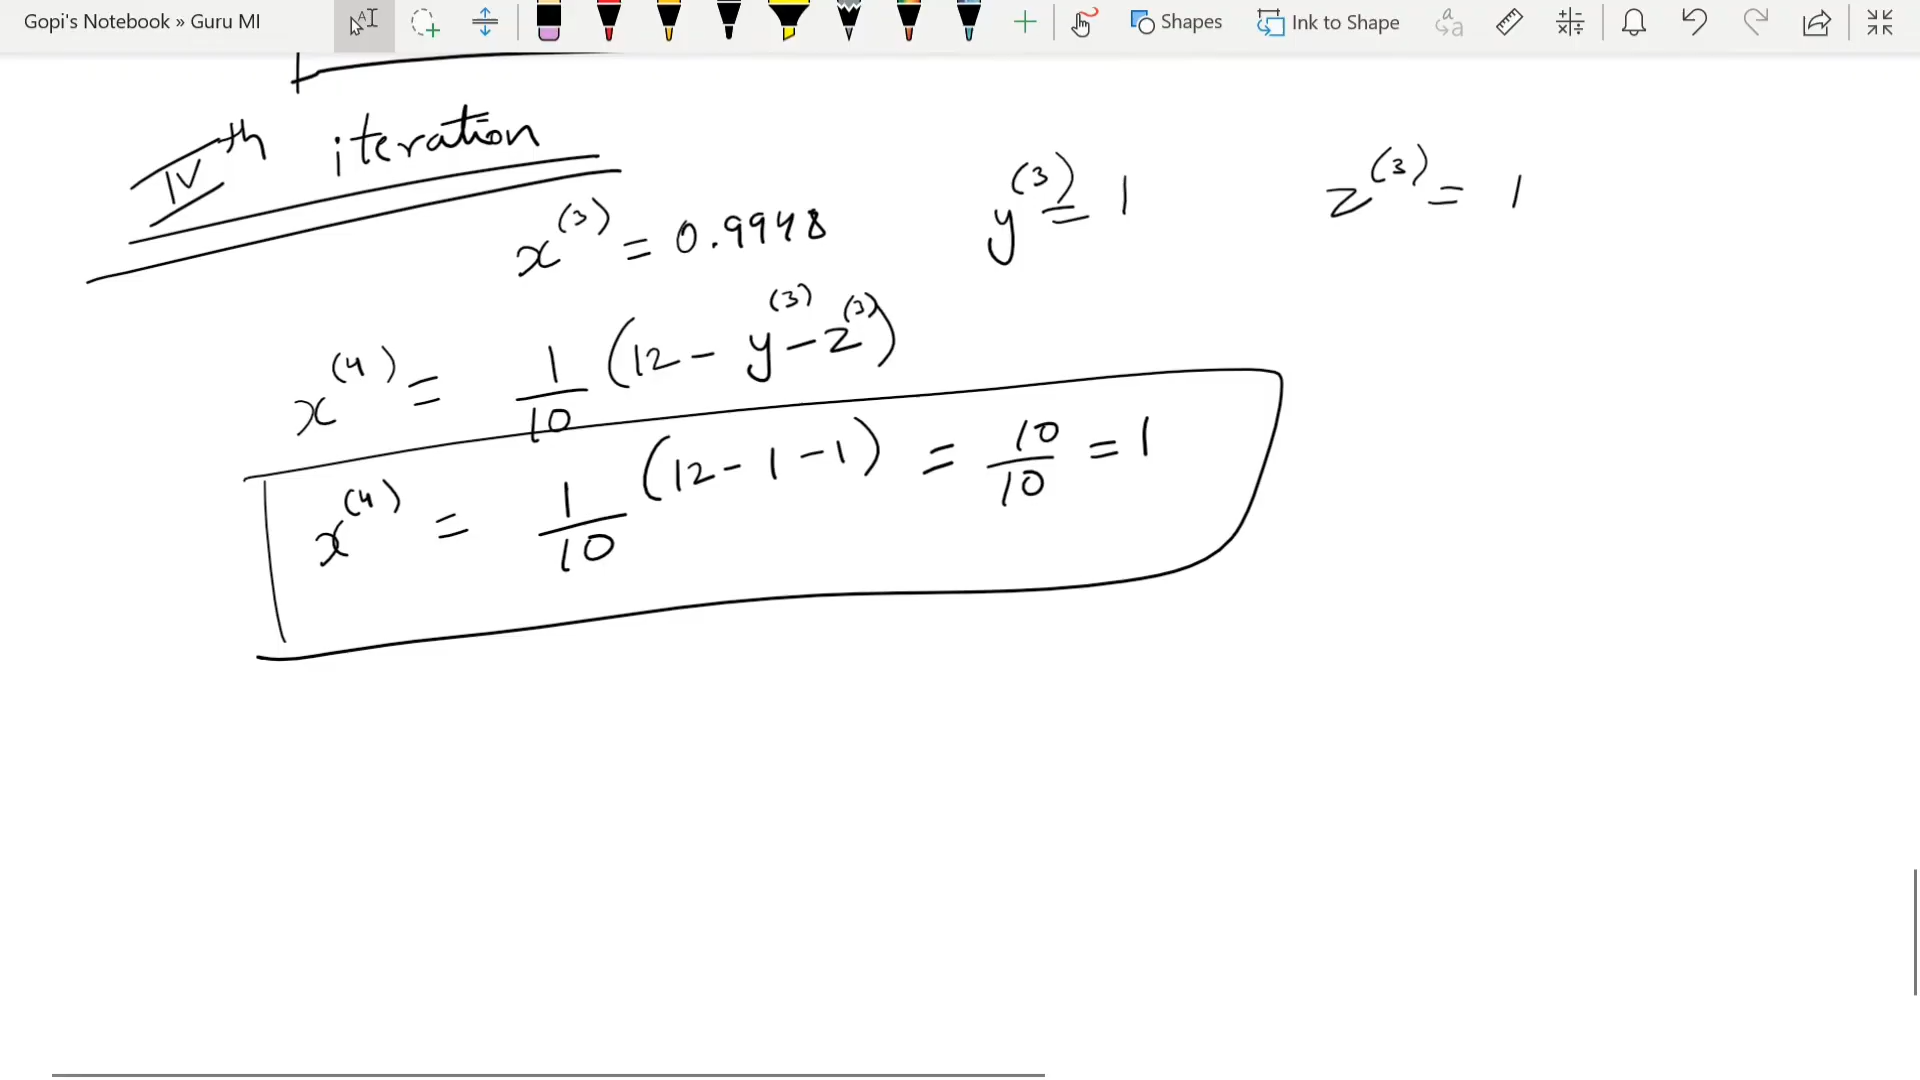 Gopi's Notebook » Guru MI Shapes Ink to Shape
IVth iteration
x^(3) = 0.9948 y^(3) = 1 z^(3) = 1
x^(4) = 1/10 (12 - y^(3) - z^(3))
x^(4) = 1/10 (12 - 1 - 1) = 10/10 = 1